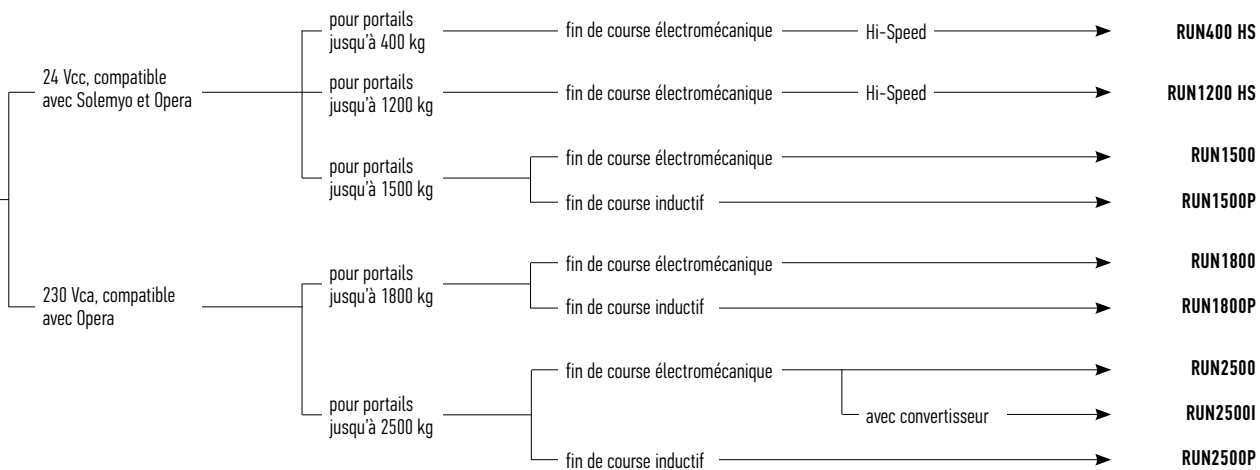 24 Vcc, compatible
avec Solemyo et Opera
pour portails
jusqu'à 400 kg
fin de course électromécanique
Hi-Speed
RUN400 HS
pour portails
jusqu'à 1200 kg
fin de course électromécanique
Hi-Speed
RUN1200 HS
pour portails
jusqu'à 1500 kg
fin de course électromécanique
RUN1500
fin de course inductif
RUN1500P
230 Vca, compatible
avec Opera
pour portails
jusqu'à 1800 kg
fin de course électromécanique
RUN1800
fin de course inductif
RUN1800P
pour portails
jusqu'à 2500 kg
fin de course électromécanique
RUN2500
avec convertisseur
RUN2500I
fin de course inductif
RUN2500P